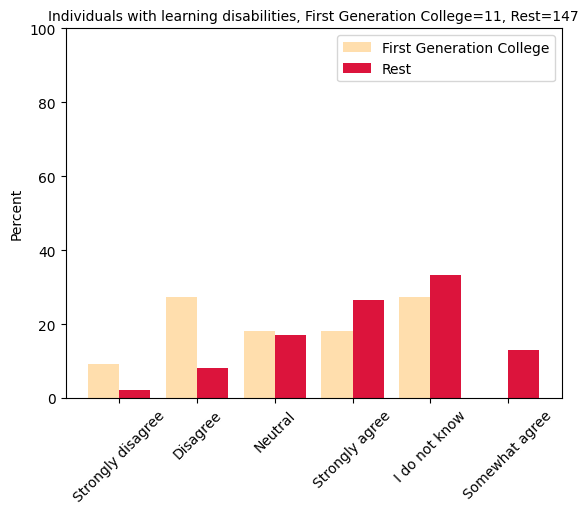 Individuals with learning disabilities, First Generation College=11, Rest=147
First Generation College
Rest
Percent
100
80
60
40
20
0
Strongly disagree
Disagree
Neutral
Strongly agree
I do not know
Somewhat agree